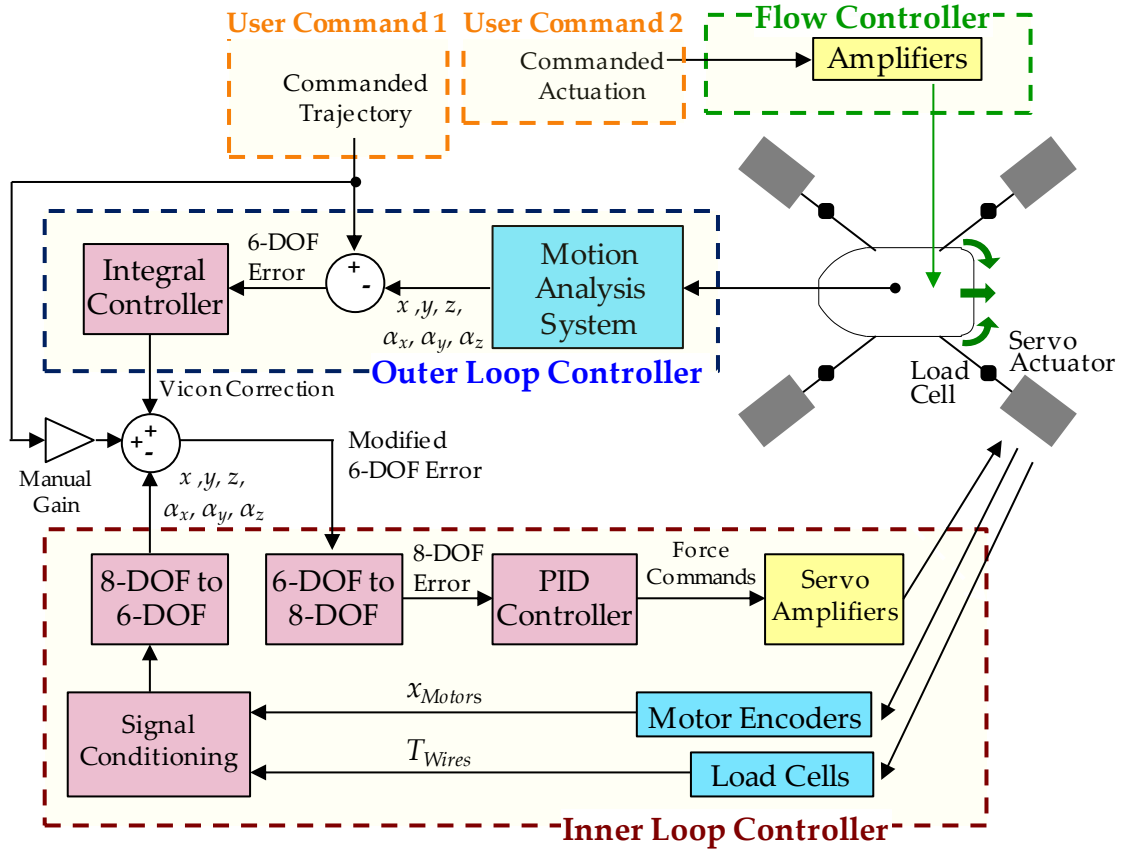 User Command 1
User Command 2
Flow Controller
Commanded
Trajectory
Commanded
Actuation
Amplifiers
6-DOF
Error
Integral
Controller
+
-
Motion
Analysis
System
x ,y, z,
αx, αy, αz
Outer Loop Controller
Servo
Actuator
Load
Cell
Vicon Correction
+
+
-
Manual
Gain
x ,y, z,
αx, αy, αz
Modified
6-DOF Error
8-DOF to
6-DOF
6-DOF to
8-DOF
8-DOF
Error
PID
Controller
Force
Commands
Servo
Amplifiers
Signal
Conditioning
xMotors
Motor Encoders
TWires
Load Cells
Inner Loop Controller